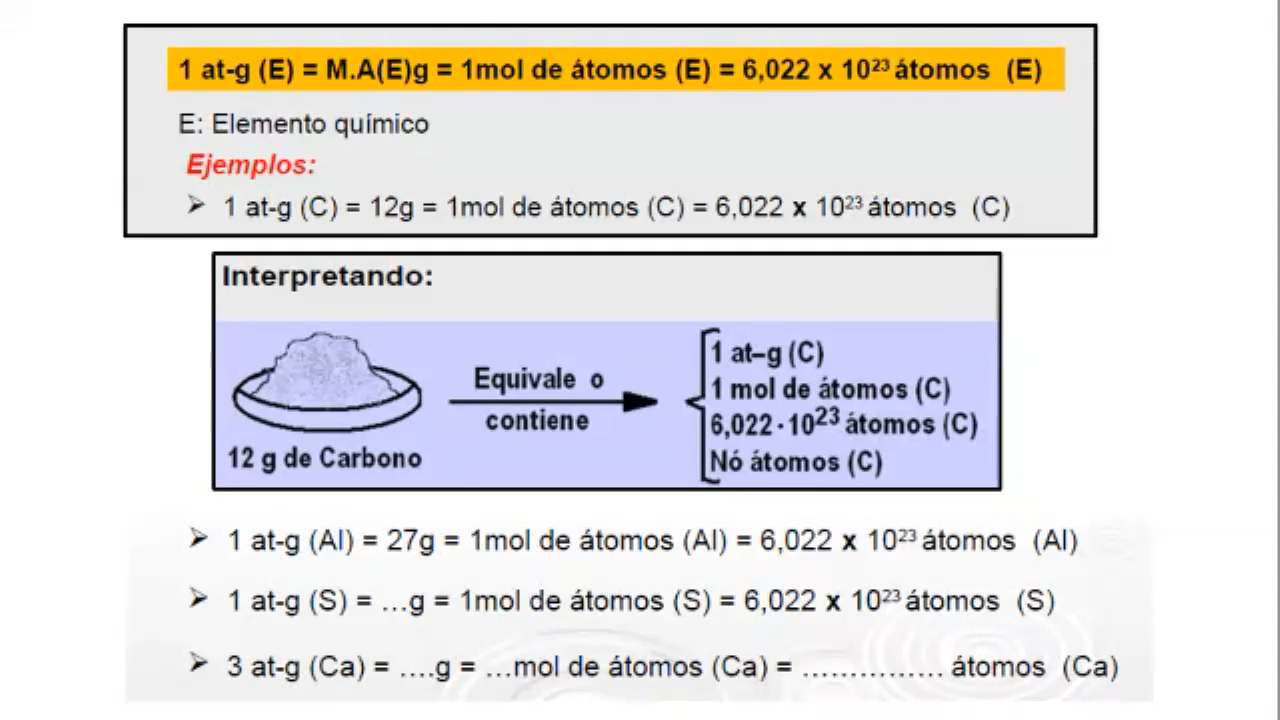 1 at-g (E) = M.A(E)g = 1mol de átomos (E) = 6,022 x 10²³ átomos (E)
E: Elemento químico
Ejemplos:
➢ 1 at-g (C) = 12g = 1mol de átomos (C) = 6,022 x 10²³ átomos (C)
Interpretando:
Equivale o
contiene
12 g de Carbono
1 at–g (C)
1 mol de átomos (C)
6,022·10²³ átomos (C)
Nó átomos (C)
➢ 1 at-g (Al) = 27g = 1mol de átomos (Al) = 6,022 x 10²³ átomos (Al)
➢ 1 at-g (S) = ...g = 1mol de átomos (S) = 6,022 x 10²³ átomos (S)
➢ 3 at-g (Ca) = ....g = ...mol de átomos (Ca) = ............... átomos (Ca)